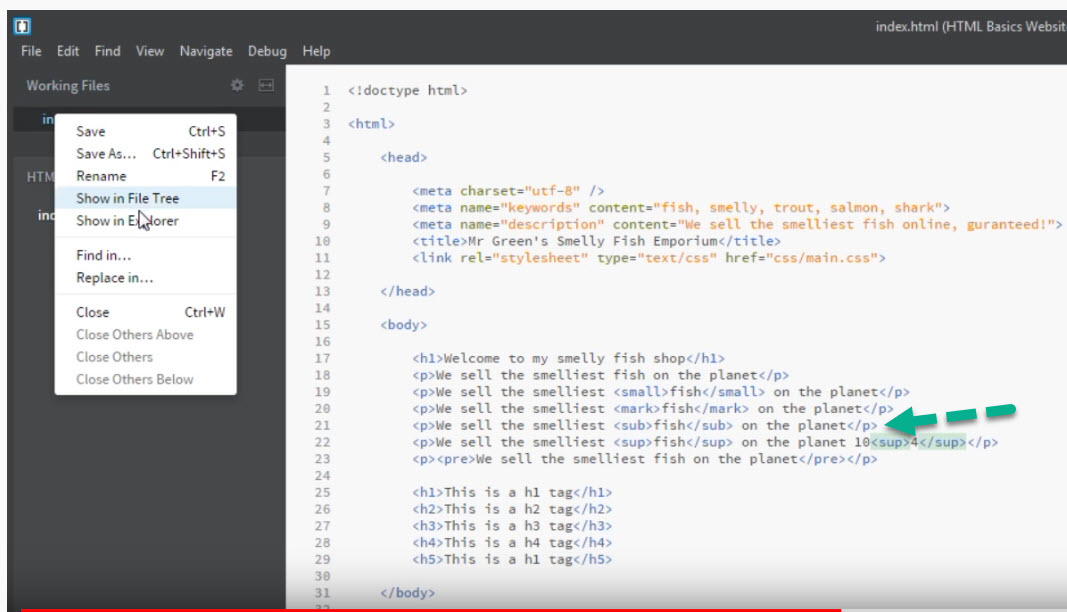 index.html (HTML Basics Websit
File Edit Find View Navigate Debug Help
Working Files
in
HTM
ind
Save Ctrl+S
Save As... Ctrl+Shift+S
Rename F2
Show in File Tree
Show in Explorer
Find in...
Replace in...
Close Ctrl+W
Close Others Above
Close Others
Close Others Below
1 <!doctype html>
2
3 <html>
4
5 <head>
6
7 <meta charset="utf-8" />
8 <meta name="keywords" content="fish, smelly, trout, salmon, shark">
9 <meta name="description" content="We sell the smelliest fish online, guranteed!">
10 <title>Mr Green's Smelly Fish Emporium</title>
11 <link rel="stylesheet" type="text/css" href="css/main.css">
12
13 </head>
14
15 <body>
16
17 <h1>Welcome to my smelly fish shop</h1>
18 <p>We sell the smelliest fish on the planet</p>
19 <p>We sell the smelliest <small>fish</small> on the planet</p>
20 <p>We sell the smelliest <mark>fish</mark> on the planet</p>
21 <p>We sell the smelliest <sub>fish</sub> on the planet</p>
22 <p>We sell the smelliest <sup>fish</sup> on the planet 10<sup>4</sup></p>
23 <p><pre>We sell the smelliest fish on the planet</pre></p>
24
25 <h1>This is a h1 tag</h1>
26 <h2>This is a h2 tag</h2>
27 <h3>This is a h3 tag</h3>
28 <h4>This is a h4 tag</h4>
29 <h5>This is a h1 tag</h5>
30
31 </body>
32